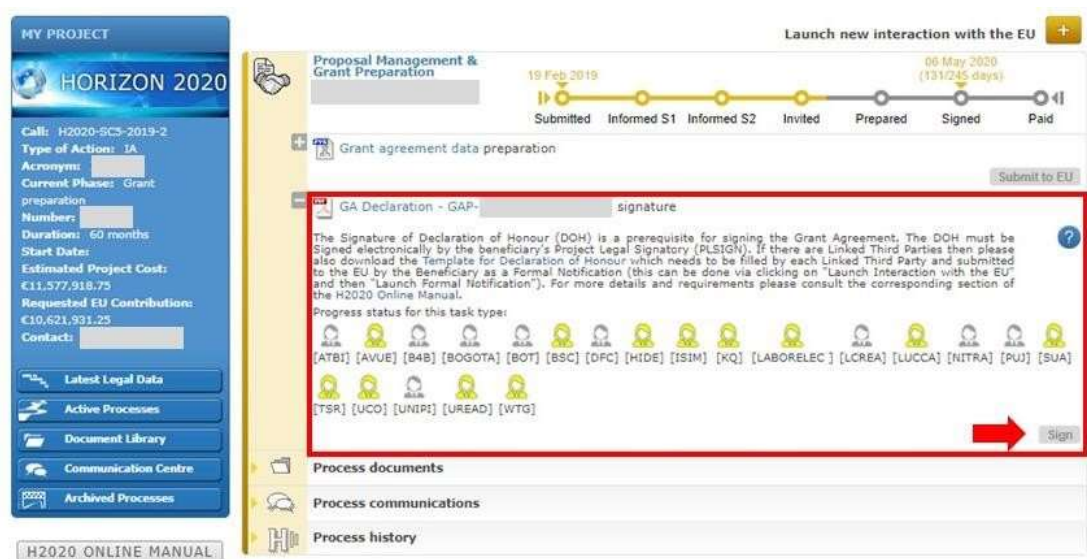 MY PROJECT
HORIZON 2020
Call: H2020-SC5-2019-2
Type of Action: IA
Acronym:
Current Phase: Grant
preparation
Number:
Duration: 60 months
Start Date:
Estimated Project Cost:
€11,577,918.75
Requested EU Contribution:
€10,621,931.25
Contact:
Latest Legal Data
Active Processes
Document Library
Communication Centre
Archived Processes
H2020 ONLINE MANUAL
Launch new interaction with the EU +
Proposal Management &
Grant Preparation
19 Feb 2019
06 May 2020
(131/245 days)
Submitted Informed S1 Informed S2 Invited Prepared Signed Paid
Grant agreement data preparation
Submit to EU
GA Declaration - GAP- signature
The Signature of Declaration of Honour (DOH) is a prerequisite for signing the Grant Agreement. The DOH must be
Signed electronically by the beneficiary's Project Legal Signatory (PLSIGN). If there are Linked Third Parties then please
also download the Template for Declaration of Honour which needs to be filled by each Linked Third Party and submitted
to the EU by the Beneficiary as a Formal Notification (this can be done via clicking on "Launch Interaction with the EU"
and then "Launch Formal Notification"). For more details and requirements please consult the corresponding section of
the H2020 Online Manual.
Progress status for this task type:
[ATBI] [AVUE] [B4B] [BOGOTA] [BOT] [BSC] [DFC] [HIDE] [ISIM] [KQ] [LABORELEC ] [LCREA] [LUCCA] [NITRA] [PUJ] [SUA]
[TSR] [UCO] [UNIPI] [UREAD] [WTG]
Sign
Process documents
Process communications
Process history